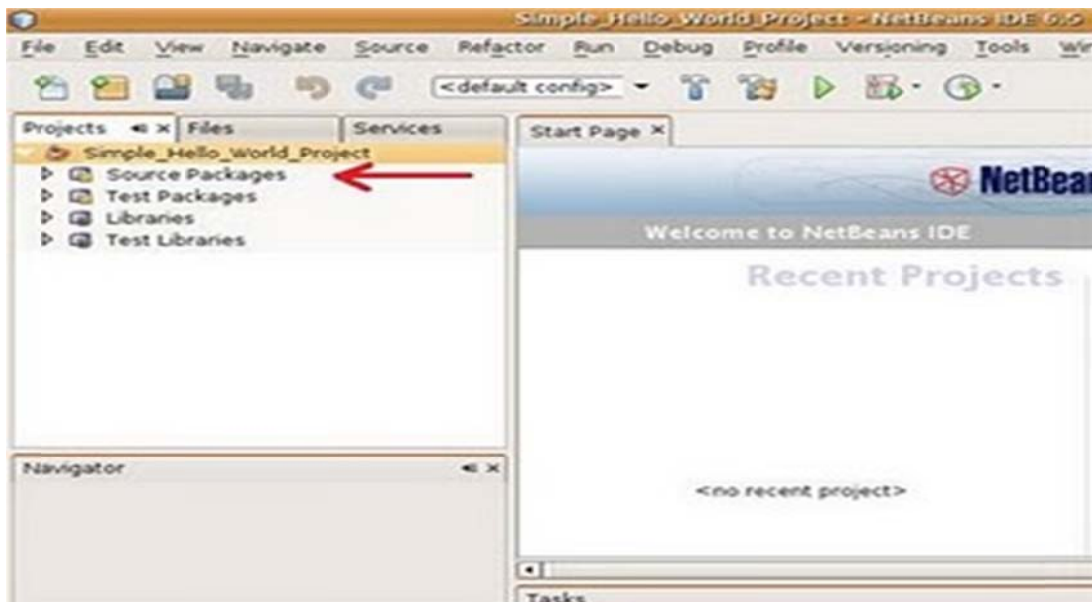 Simple_Hello_World_Project - NetBeans IDE 6.5
File Edit View Navigate Source Refactor Run Debug Profile Versioning Tools
<default config>
Projects Files Services
Start Page
Simple_Hello_World_Project
Source Packages
Test Packages
Libraries
Test Libraries
NetBea
Welcome to NetBeans IDE
Recent Projects
<no recent project>
Navigator
Tasks